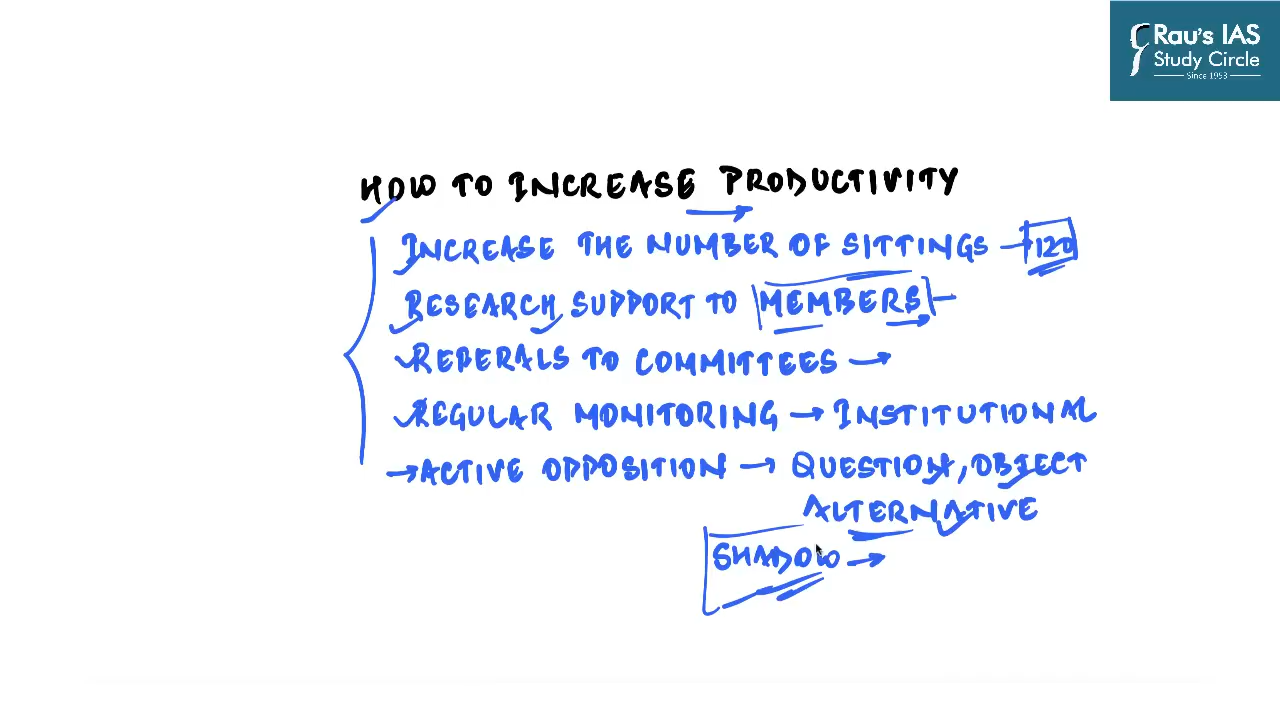 Rau's IAS
Study Circle
Since 1953
HOW TO INCREASE PRODUCTIVITY
INCREASE THE NUMBER OF SITTINGS → 120
RESEARCH SUPPORT TO MEMBERS -
REFERALS TO COMMITTEES →
REGULAR MONITORING → INSTITUTIONAL
→ ACTIVE OPPOSITION → QUESTION, OBJECT
ALTERNATIVE
SHADOW →